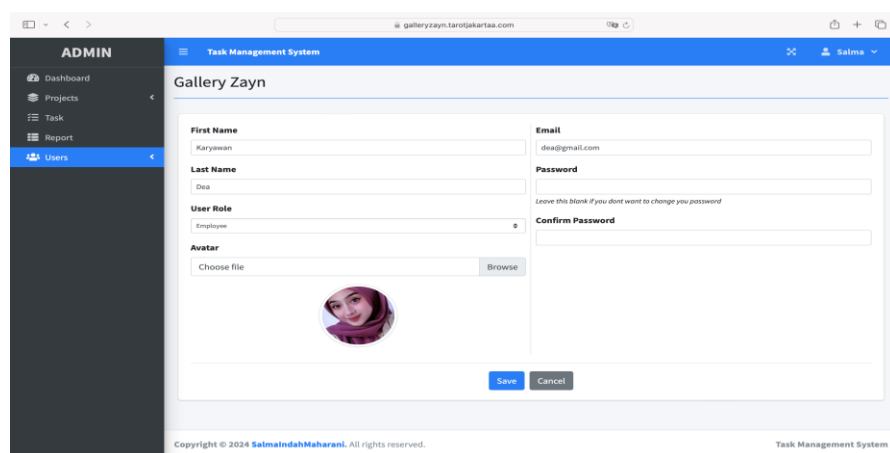 galleryzayn.tarotjakartaa.com
ADMIN
Task Management System
Salma
Dashboard
Projects
Task
Report
Users
Gallery Zayn
First Name
Karyawan
Last Name
Dea
User Role
Employee
Avatar
Choose file
Browse
Email
dea@gmail.com
Password
Leave this blank if you dont want to change you password
Confirm Password
Save
Cancel
Copyright © 2024 SalmaIndahMaharani. All rights reserved.
Task Management System